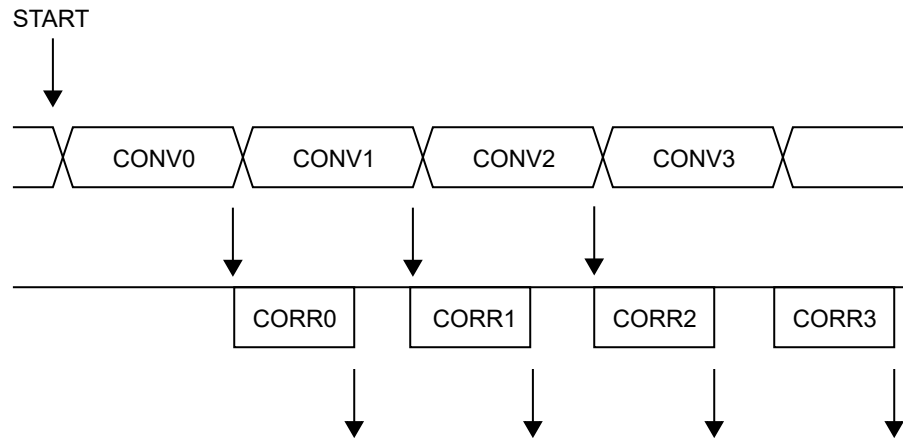 START
CONV0
CONV1
CONV2
CONV3
CORR0
CORR1
CORR2
CORR3